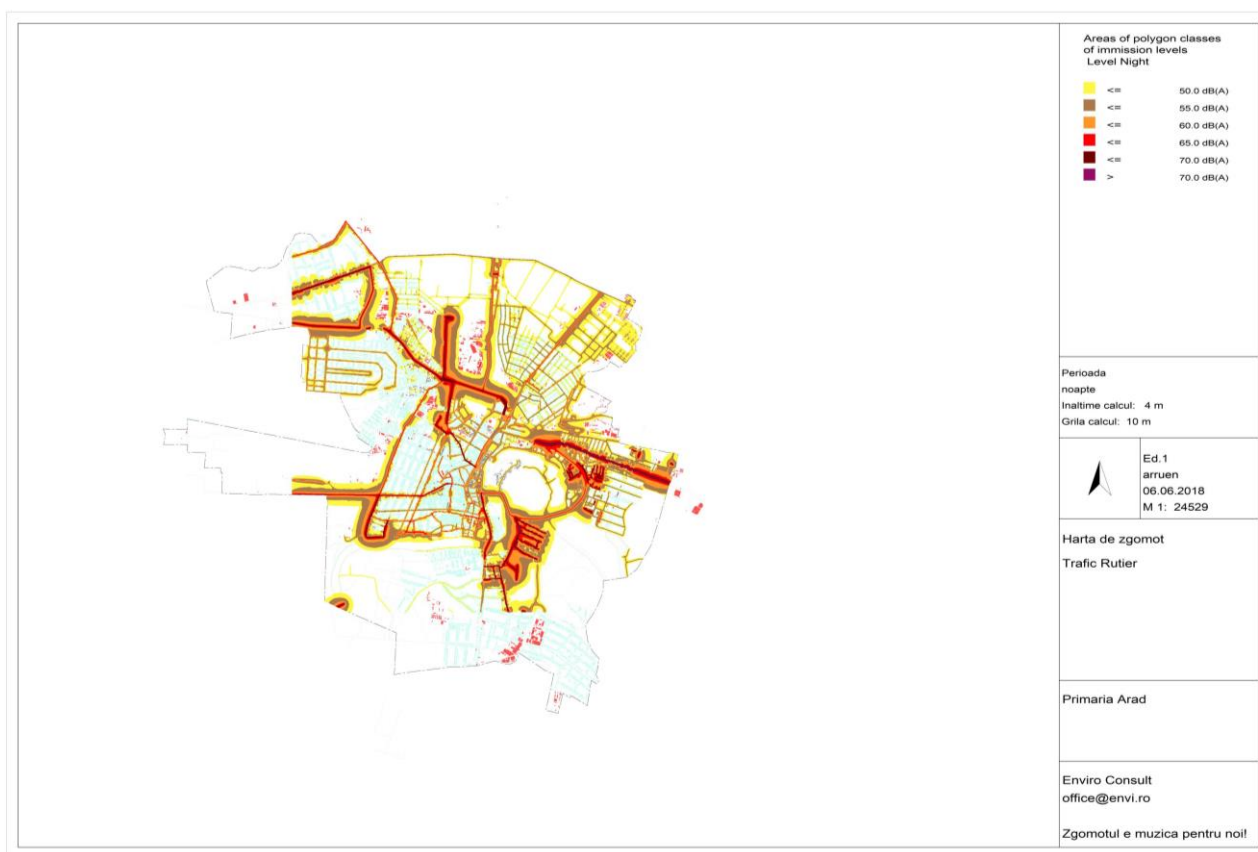 Areas of polygon classes
of immission levels
Level Night
<= 50.0 dB(A)
<= 55.0 dB(A)
<= 60.0 dB(A)
<= 65.0 dB(A)
<= 70.0 dB(A)
> 70.0 dB(A)
Perioada
noapte
Inaltime calcul: 4 m
Grila calcul: 10 m
Ed.1
arruen
06.06.2018
M 1: 24529
Harta de zgomot
Trafic Rutier
Primaria Arad
Enviro Consult
office@envi.ro
Zgomotul e muzica pentru noi!